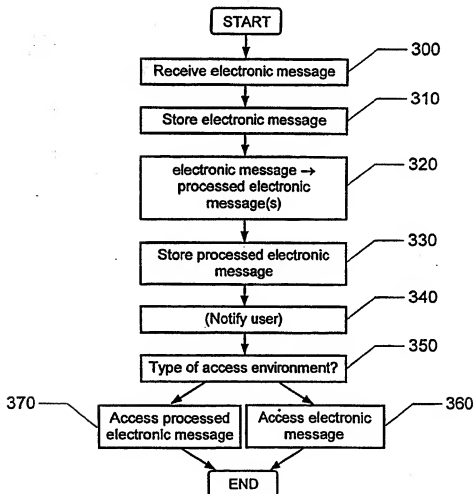 START
300
Receive electronic message
310
Store electronic message
320
electronic message →
processed electronic
message(s)
330
Store processed electronic
message
340
(Notify user)
350
Type of access environment?
370
Access processed
electronic message
360
Access electronic
message
END